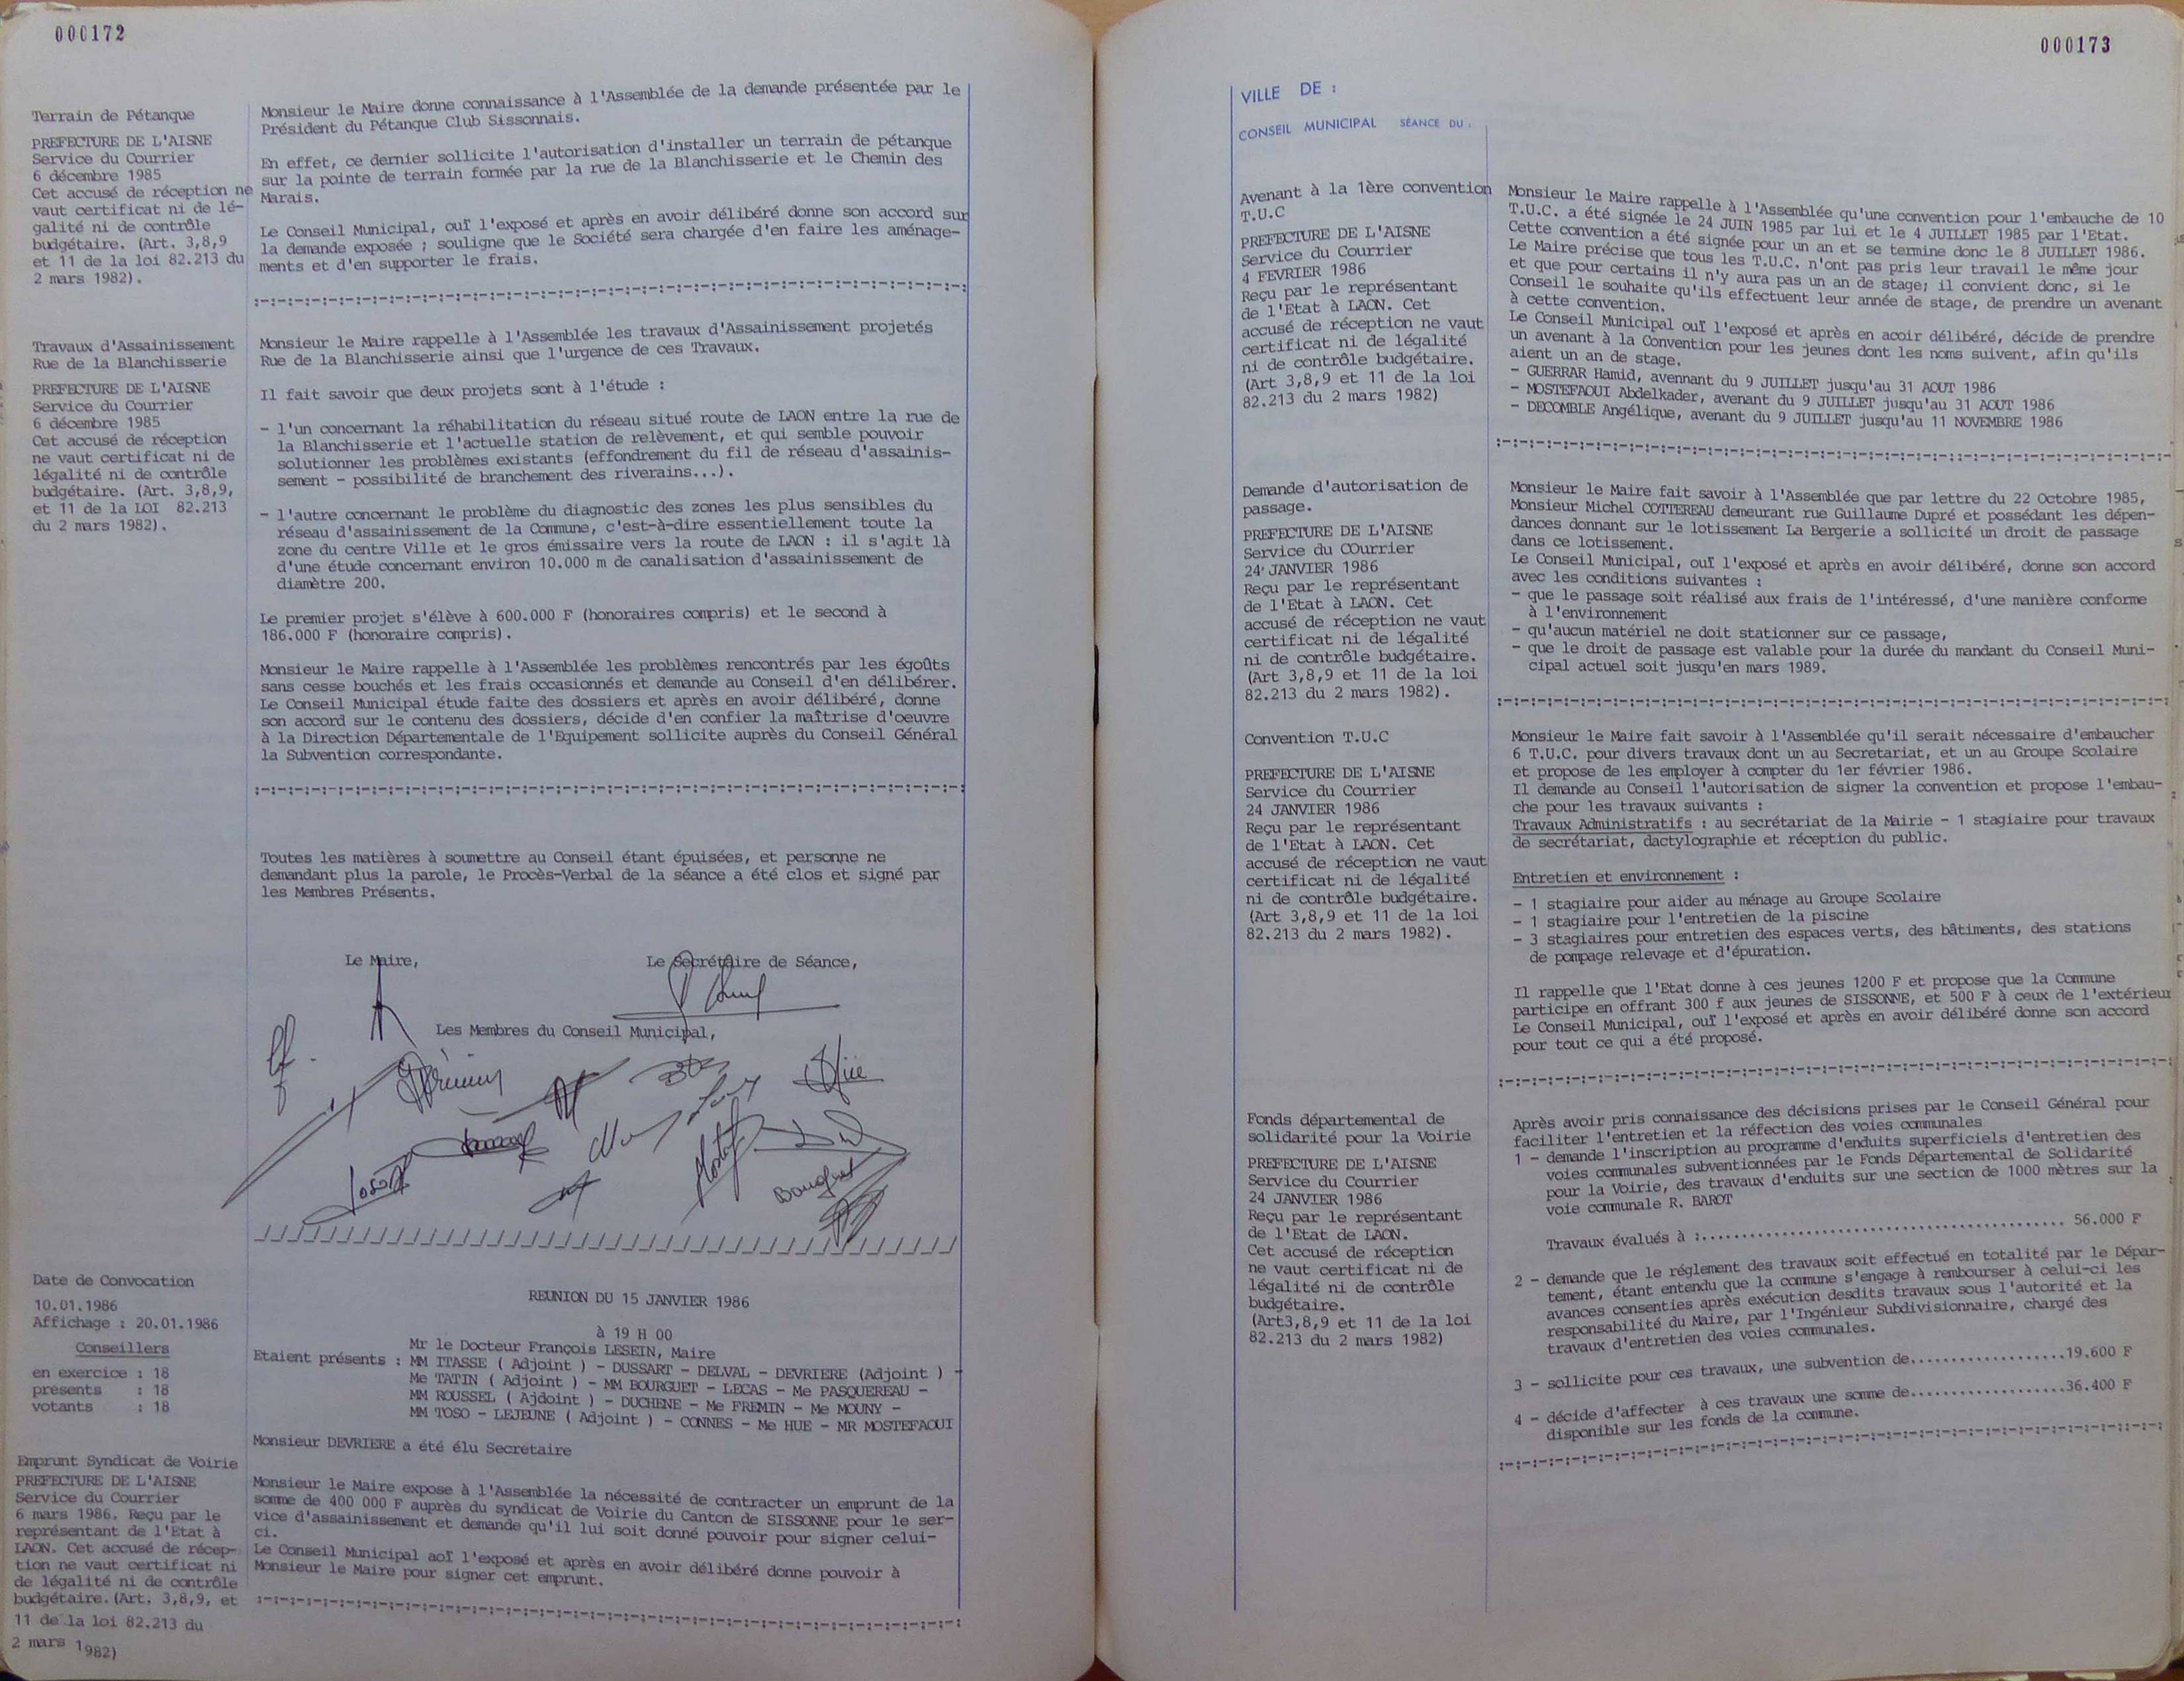 000172
Terrain de Pétanque
PREFECTURE DE L'AISNE
Service du Courrier
6 décembre 1985
Cet accusé de réception ne
vaut certificat ni de lé-
galité ni de contrôle
budgétaire. (Art. 3,8,9
et 11 de la loi 82.213 du
2 mars 1982).
Monsieur le Maire donne connaissance à l'Assemblée de la demande présentée par le
Président du Pétanque Club Sissonnais.
En effet, ce dernier sollicite l'autorisation d'installer un terrain de pétanque
sur la pointe de terrain formée par la rue de la Blanchisserie et le Chemin des
Marais.
Le Conseil Municipal, ouï l'exposé et après en avoir délibéré donne son accord sur
la demande exposée ; souligne que le Société sera chargée d'en faire les aménage-
ments et d'en supporter le frais.
Travaux d'Assainissement
Rue de la Blanchisserie
PREFECTURE DE L'AISNE
Service du Courrier
6 décembre 1985
Cet accusé de réception
ne vaut certificat ni de
légalité ni de contrôle
budgétaire. (Art. 3,8,9,
et 11 de la LOI 82.213
du 2 mars 1982).
Monsieur le Maire rappelle à l'Assemblée les travaux d'Assainissement projetés
Rue de la Blanchisserie ainsi que l'urgence de ces Travaux.
Il fait savoir que deux projets sont à l'étude :
- l'un concernant la réhabilitation du réseau situé route de LAON entre la rue de
la Blanchisserie et l'actuelle station de relèvement, et qui semble pouvoir
solutionner les problèmes existants (effondrement du fil de réseau d'assainis-
sement - possibilité de branchement des riverains...).
- l'autre concernant le problème du diagnostic des zones les plus sensibles du
réseau d'assainissement de la Commune, c'est-à-dire essentiellement toute la
zone du centre Ville et le gros émissaire vers la route de LAON : il s'agit là
d'une étude concernant environ 10.000 m de canalisation d'assainissement de
diamètre 200.
Le premier projet s'élève à 600.000 F (honoraires compris) et le second à
186.000 F (honoraire compris).
Monsieur le Maire rappelle à l'Assemblée les problèmes rencontrés par les égoûts
sans cesse bouchés et les frais occasionnés et demande au Conseil d'en délibérer.
Le Conseil Municipal étude faite des dossiers et après en avoir délibéré, donne
son accord sur le contenu des dossiers, décide d'en confier la maîtrise d'oeuvre
à la Direction Départementale de l'Equipement sollicite auprès du Conseil Général
la Subvention correspondante.
Toutes les matières à soumettre au Conseil étant épuisées, et personne ne
demandant plus la parole, le Procès-Verbal de la séance a été clos et signé par
les Membres Présents.
Le Maire,
Le Secrétaire de Séance,
Les Membres du Conseil Municipal,
Date de Convocation
10.01.1986
Affichage : 20.01.1986
Conseillers
en exercice : 18
présents : 18
votants : 18
REUNION DU 15 JANVIER 1986
à 19 H 00
Mr le Docteur François LESEIN, Maire
Etaient présents : MM ITASSE ( Adjoint ) - DUSSART - DELVAL - DEVRIERE (Adjoint ) -
Me TATIN ( Adjoint ) - MM BOURGUET - LECAS - Me PASQUEREAU -
MM ROUSSEL ( Ajdoint ) - DUCHENE - Me FREMIN - Me MOUNY -
MM TOSO - LEJEUNE ( Adjoint ) - CONNES - Me HUE - MR MOSTEFAOUI
Monsieur DEVRIERE a été élu Secrétaire
Emprunt Syndicat de Voirie
PREFECTURE DE L'AISNE
Service du Courrier
6 mars 1986. Reçu par le
représentant de l'Etat à
LAON. Cet accusé de récep-
tion ne vaut certificat ni
de légalité ni de contrôle
budgétaire.(Art. 3,8,9, et
11 de la loi 82.213 du
2 mars 1982)
Monsieur le Maire expose à l'Assemblée la nécessité de contracter un emprunt de la
somme de 400 000 F auprès du syndicat de Voirie du Canton de SISSONNE pour le ser-
vice d'assainissement et demande qu'il lui soit donné pouvoir pour signer celui-
ci.
Le Conseil Municipal aoï l'exposé et après en avoir délibéré donne pouvoir à
Monsieur le Maire pour signer cet emprunt.
000173
VILLE DE :
CONSEIL MUNICIPAL SÉANCE DU .
Avenant à la 1ère convention
T.U.C
PREFECTURE DE L'AISNE
Service du Courrier
4 FEVRIER 1986
Reçu par le représentant
de l'Etat à LAON. Cet
accusé de réception ne vaut
certificat ni de légalité
ni de contrôle budgétaire.
(Art 3,8,9 et 11 de la loi
82.213 du 2 mars 1982)
Monsieur le Maire rappelle à l'Assemblée qu'une convention pour l'embauche de 10
T.U.C. a été signée le 24 JUIN 1985 par lui et le 4 JUILLET 1985 par l'Etat.
Cette convention a été signée pour un an et se termine donc le 8 JUILLET 1986.
Le Maire précise que tous les T.U.C. n'ont pas pris leur travail le même jour
et que pour certains il n'y aura pas un an de stage; il convient donc, si le
Conseil le souhaite qu'ils effectuent leur année de stage, de prendre un avenant
à cette convention.
Le Conseil Municipal ouï l'exposé et après en acoir délibéré, décide de prendre
un avenant à la Convention pour les jeunes dont les noms suivent, afin qu'ils
aient un an de stage.
- GUERRAR Hamid, avennant du 9 JUILLET jusqu'au 31 AOUT 1986
- MOSTEFAOUI Abdelkader, avenant du 9 JUILLET jusqu'au 31 AOUT 1986
- DECOMBLE Angélique, avenant du 9 JUILLET jusqu'au 11 NOVEMBRE 1986
Demande d'autorisation de
passage.
PREFECTURE DE L'AISNE
Service du COurrier
24 JANVIER 1986
Reçu par le représentant
de l'Etat à LAON. Cet
accusé de réception ne vaut
certificat ni de légalité
ni de contrôle budgétaire.
(Art 3,8,9 et 11 de la loi
82.213 du 2 mars 1982).
Monsieur le Maire fait savoir à l'Assemblée que par lettre du 22 Octobre 1985,
Monsieur Michel COTTEREAU demeurant rue Guillaume Dupré et possédant les dépen-
dances donnant sur le lotissement La Bergerie a sollicité un droit de passage
dans ce lotissement.
Le Conseil Municipal, ouï l'exposé et après en avoir délibéré, donne son accord
avec les conditions suivantes :
- que le passage soit réalisé aux frais de l'intéressé, d'une manière conforme
à l'environnement
- qu'aucun matériel ne doit stationner sur ce passage,
- que le droit de passage est valable pour la durée du mandant du Conseil Muni-
cipal actuel soit jusqu'en mars 1989.
Convention T.U.C
PREFECTURE DE L'AISNE
Service du Courrier
24 JANVIER 1986
Reçu par le représentant
de l'Etat à LAON. Cet
accusé de réception ne vaut
certificat ni de légalité
ni de contrôle budgétaire.
(Art 3,8,9 et 11 de la loi
82.213 du 2 mars 1982).
Monsieur le Maire fait savoir à l'Assemblée qu'il serait nécessaire d'embaucher
6 T.U.C. pour divers travaux dont un au Secretariat, et un au Groupe Scolaire
et propose de les employer à compter du 1er février 1986.
Il demande au Conseil l'autorisation de signer la convention et propose l'embau-
che pour les travaux suivants :
Travaux Administratifs : au secrétariat de la Mairie - 1 stagiaire pour travaux
de secrétariat, dactylographie et réception du public.
Entretien et environnement :
- 1 stagiaire pour aider au ménage au Groupe Scolaire
- 1 stagiaire pour l'entretien de la piscine
- 3 stagiaires pour entretien des espaces verts, des bâtiments, des stations
de pompage relevage et d'épuration.
Il rappelle que l'Etat donne à ces jeunes 1200 F et propose que la Commune
participe en offrant 300 f aux jeunes de SISSONNE, et 500 F à ceux de l'extérieur
Le Conseil Municipal, ouï l'exposé et après en avoir délibéré donne son accord
pour tout ce qui a été proposé.
Fonds départemental de
solidarité pour la Voirie
PREFECTURE DE L'AISNE
Service du Courrier
24 JANVIER 1986
Reçu par le représentant
de l'Etat de LAON.
Cet accusé de réception
ne vaut certificat ni de
légalité ni de contrôle
budgétaire.
(Art3,8,9 et 11 de la loi
82.213 du 2 mars 1982)
Après avoir pris connaissance des décisions prises par le Conseil Général pour
faciliter l'entretien et la réfection des voies communales
1 - demande l'inscription au programme d'enduits superficiels d'entretien des
voies communales subventionnées par le Fonds Départemental de Solidarité
pour la Voirie, des travaux d'enduits sur une section de 1000 mètres sur la
voie communale R. BAROT
Travaux évalués à :............................................. 56.000 F
2 - demande que le réglement des travaux soit effectué en totalité par le Dépar-
tement, étant entendu que la commune s'engage à rembourser à celui-ci les
avances consenties après exécution desdits travaux sous l'autorité et la
responsabilité du Maire, par l'Ingénieur Subdivisionnaire, chargé des
travaux d'entretien des voies communales.
3 - sollicite pour ces travaux, une subvention de...................19.600 F
4 - décide d'affecter à ces travaux une somme de...................36.400 F
disponible sur les fonds de la commune.